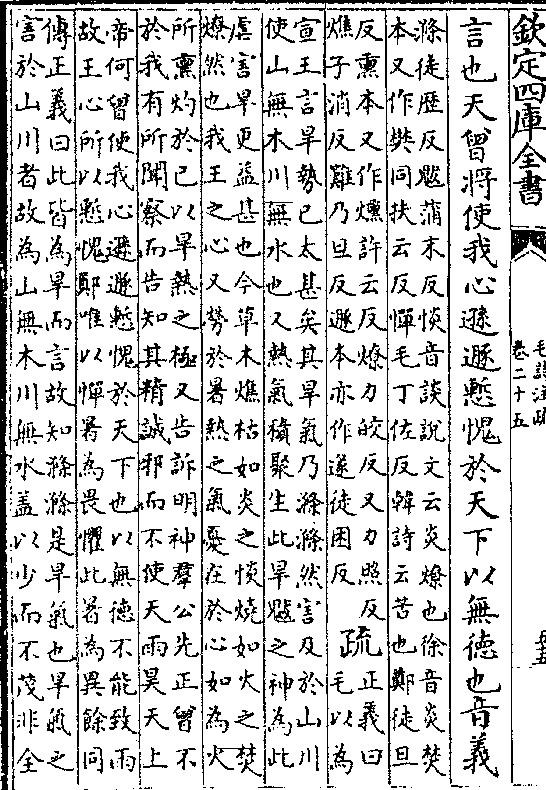 欽定四庫全書
毛詩注疏
卷二十五
言也天曾將使我心遯遯慙愧於天下以無德也音義
滌徒歴反魃蒲末反惔音談說文云炎燎也徐音炎焚
本又作樊同扶云反憚毛丁佐反韓詩云苦也鄭徒旦
反熏本又作燻許云反燎力皎反又力照反
燋子消反難乃旦反遯本亦作遂徒困反
疏
正義曰
毛以為
宣王言旱勢已太甚矣其旱氣乃滌滌然害及於山川
使山無木川無水也又熱氣積聚生此旱魃之神為此
虐害旱更益甚也今草木燋枯如炎之惔燒如火之焚
燎然也我王之心又勞於暑熱之氣憂在於心如為火
所熏灼於己以旱熱之極又告訴明神羣公先正曾不
於我有所聞察而告知其精誠邪而不使天雨昊天上
帝何曾使我心遯遯慙愧於天下也以無德不能致雨
故王心所以慙愧鄭唯以憚暑為畏懼此暑為異餘同
傳正義曰此皆為旱而言故知滌滌是旱氣也旱氣之
害於山川者故為山無木川無水蓋以少而不茂非全